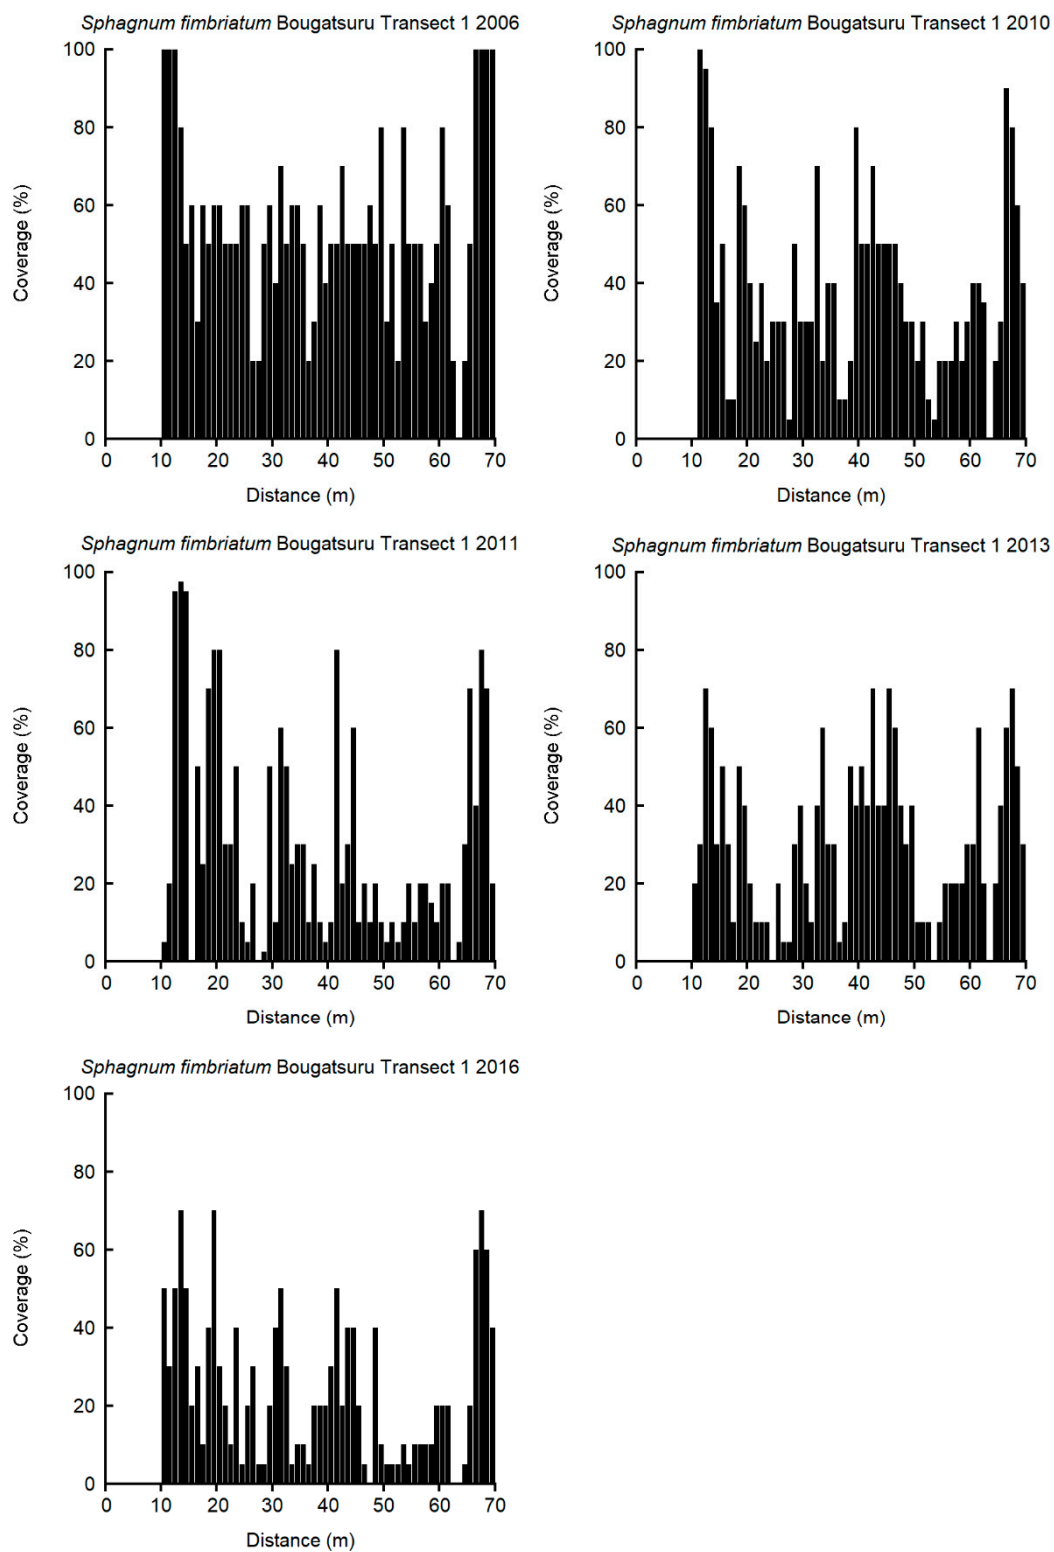 Sphagnum fimbriatum Bougatsuru Transect 1 2006
100
80
60
40
20
0
Coverage (%)
0 10 20 30 40 50 60 70
Distance (m)
Sphagnum fimbriatum Bougatsuru Transect 1 2010
100
80
60
40
20
0
Coverage (%)
0 10 20 30 40 50 60 70
Distance (m)
Sphagnum fimbriatum Bougatsuru Transect 1 2011
100
80
60
40
20
0
Coverage (%)
0 10 20 30 40 50 60 70
Distance (m)
Sphagnum fimbriatum Bougatsuru Transect 1 2013
100
80
60
40
20
0
Coverage (%)
0 10 20 30 40 50 60 70
Distance (m)
Sphagnum fimbriatum Bougatsuru Transect 1 2016
100
80
60
40
20
0
Coverage (%)
0 10 20 30 40 50 60 70
Distance (m)